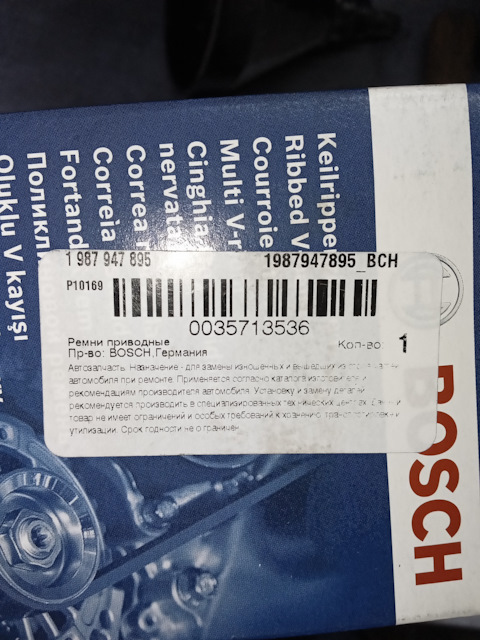 Keilrippe
Ribbed V
Courroie
Multi V-r
Cinghia
nervata
Correa
Correia
Fortand
Поликли
Oluklu V kayışı
1 987 947 895
1987947895_BCH
P10169
0035713536
Ремни приводные
Кол-во:
1
Пр-во: BOSCH,Германия
Автозапчасть. Назначение - для замены изношенных и вышедших из
автомобиля при ремонте. Применяется согласно каталога изготовителя и
рекомендациям производителя автомобиля. Установку и замену деталей
рекомендуется производить в специализированных технических центрах. Данный
товар не имеет ограничений и особых требований к хранению,
утилизации. Срок годности не ограничен.
BOSCH